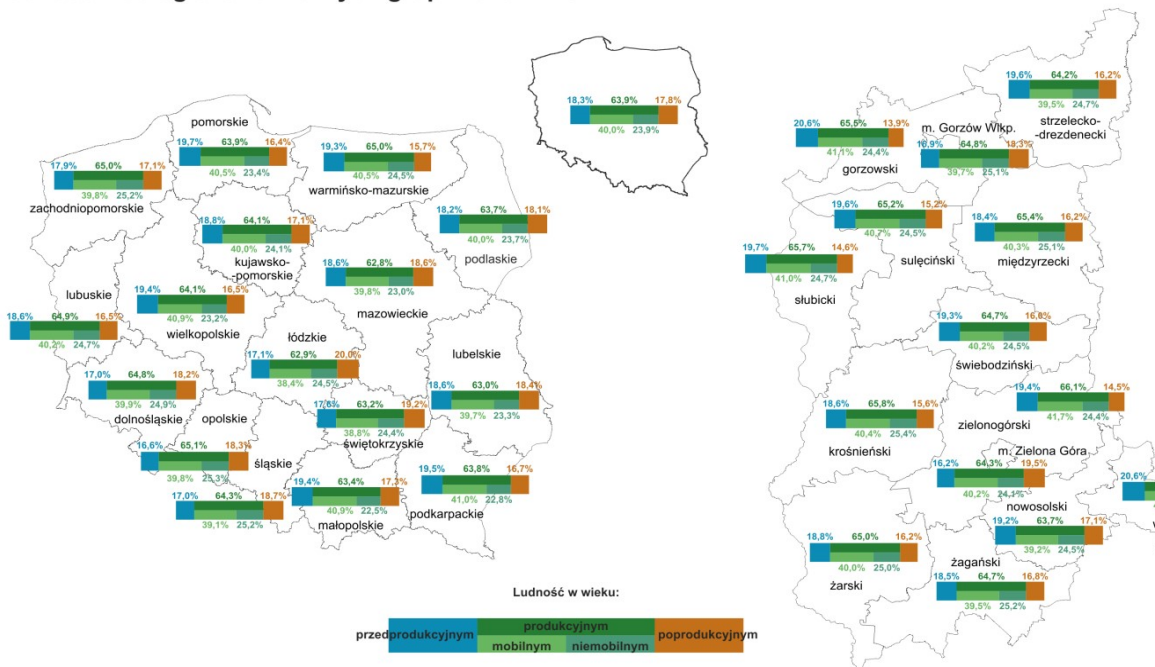 18,3% 63,9% 17,8%
40,0% 23,9%
pomorskie
19,7% 63,9% 16,4%
40,5% 23,4%
19,3% 65,0% 15,7%
40,5% 24,5%
warmińsko-mazurskie
17,9% 65,0% 17,1%
39,8% 25,2%
zachodniopomorskie
18,8% 64,1% 17,1%
40,0% 24,1%
kujawsko-
-pomorskie
18,2% 63,7% 18,1%
40,0% 23,7%
podlaskie
18,6% 62,8% 18,6%
39,8% 23,0%
mazowieckie
lubuskie
18,6% 64,9% 16,5%
40,2% 24,7%
19,4% 64,1% 16,5%
40,9% 23,2%
wielkopolskie
łódzkie
17,1% 62,9% 20,0%
38,4% 24,5%
lubelskie
18,6% 63,0% 18,4%
39,7% 23,3%
17,0% 64,8% 18,2%
39,9% 24,9%
dolnośląskie
opolskie
16,6% 65,1% 18,3%
39,8% 25,3%
17,6% 63,2% 19,2%
38,8% 24,4%
świętokrzyskie
śląskie
17,0% 64,3% 18,7%
39,1% 25,2%
19,4% 63,4% 17,3%
40,9% 22,5%
małopolskie
19,5% 63,8% 16,7%
41,0% 22,8%
podkarpackie
19,6% 64,2% 16,2%
39,5% 24,7%
strzelecko-
-drezdenecki
20,6% 65,5% 13,9%
41,1% 24,4%
gorzowski
m. Gorzów Wlkp.
16,9% 64,8% 18,3%
39,7% 25,1%
19,6% 65,2% 15,2%
40,7% 24,5%
sulęciński
18,4% 65,4% 16,2%
40,3% 25,1%
międzyrzecki
19,7% 65,7% 14,6%
41,0% 24,7%
słubicki
19,3% 64,7% 16,0%
40,2% 24,5%
świebodziński
19,4% 66,1% 14,5%
41,7% 24,4%
zielonogórski
18,6% 65,8% 15,6%
40,4% 25,4%
krośnieński
m. Zielona Góra
16,2% 64,3% 19,5%
40,2% 24,1%
20,6%
nowosolski
19,2% 63,7% 17,1%
39,2% 24,5%
18,8% 65,0% 16,2%
40,0% 25,0%
żarski
żagański
18,5% 64,7% 16,8%
39,5% 25,2%
Ludność w wieku:
przedprodukcyjnym produkcyjnym poprodukcyjnym
mobilnym niemobilnym